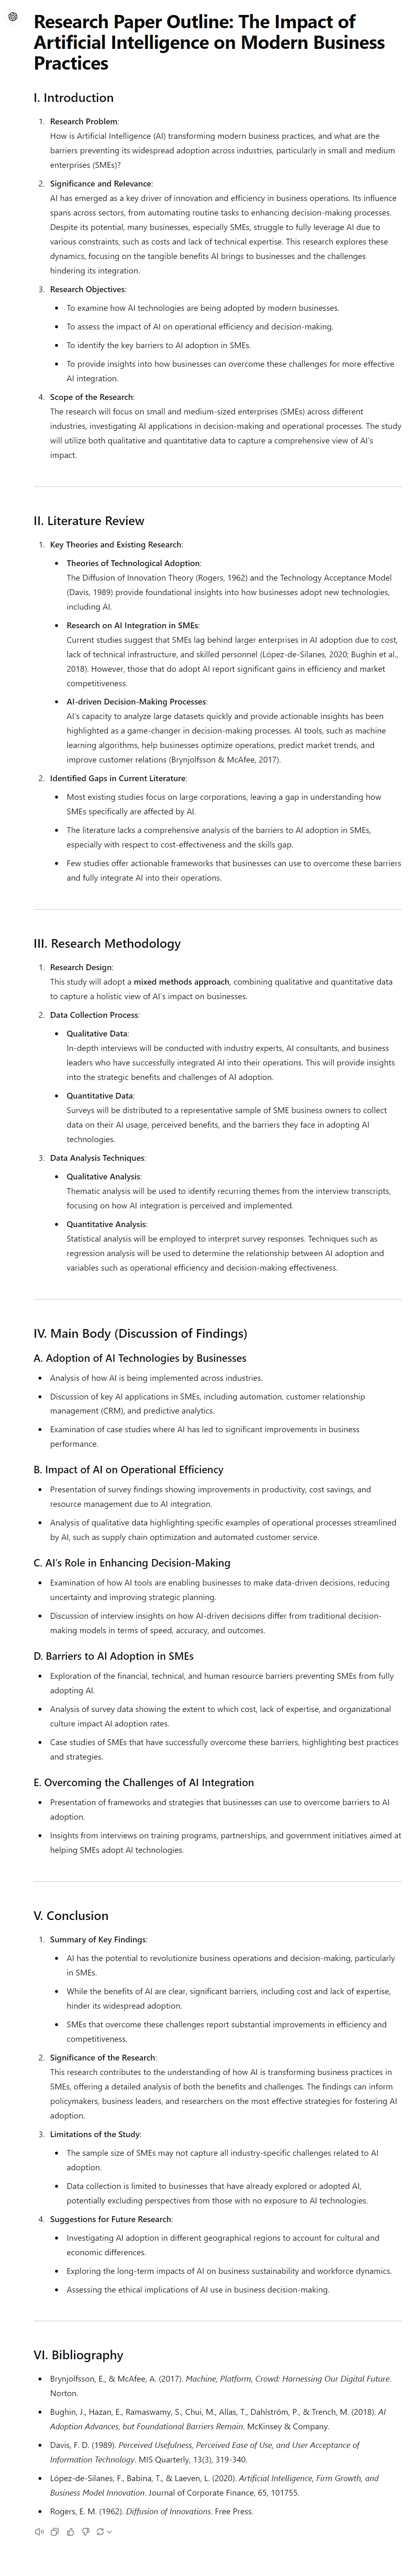 Research Paper Outline: The Impact of
Artificial Intelligence on Modern Business
Practices
I. Introduction
1. Research Problem:
How is Artificial Intelligence (AI) transforming modern business practices, and what are the
barriers preventing its widespread adoption across industries, particularly in small and medium
enterprises (SMEs)?
2. Significance and Relevance:
AI has emerged as a key driver of innovation and efficiency in business operations. Its influence
spans across sectors, from automating routine tasks to enhancing decision-making processes.
Despite its potential, many businesses, especially SMEs, struggle to fully leverage AI due to
various constraints, such as costs and lack of technical expertise. This research explores these
dynamics, focusing on the tangible benefits AI brings to businesses and the challenges
hindering its integration.
3. Research Objectives:
• To examine how AI technologies are being adopted by modern businesses.
• To assess the impact of AI on operational efficiency and decision-making.
• To identify the key barriers to AI adoption in SMEs.
• To provide insights into how businesses can overcome these challenges for more effective
AI integration.
4. Scope of the Research:
The research will focus on small and medium-sized enterprises (SMEs) across different
industries, investigating AI applications in decision-making and operational processes. The study
will utilize both qualitative and quantitative data to capture a comprehensive view of AI's
impact.
II. Literature Review
1. Key Theories and Existing Research:
• Theories of Technological Adoption:
The Diffusion of Innovation Theory (Rogers, 1962) and the Technology Acceptance Model
(Davis, 1989) provide foundational insights into how businesses adopt new technologies,
including AI.
• Research on AI Integration in SMEs:
Current studies suggest that SMEs lag behind larger enterprises in AI adoption due to cost,
lack of technical infrastructure, and skilled personnel (López-de-Silanes, 2020; Bughin et al.,
2018). However, those that do adopt AI report significant gains in efficiency and market
competitiveness.
• AI-driven Decision-Making Processes:
AI's capacity to analyze large datasets quickly and provide actionable insights has been
highlighted as a game-changer in decision-making processes. AI tools, such as machine
learning algorithms, help businesses optimize operations, predict market trends, and
improve customer relations (Brynjolfsson & McAfee, 2017).
2. Identified Gaps in Current Literature:
• Most existing studies focus on large corporations, leaving a gap in understanding how
SMEs specifically are affected by AI.
• The literature lacks a comprehensive analysis of the barriers to AI adoption in SMEs,
especially with respect to cost-effectiveness and the skills gap.
• Few studies offer actionable frameworks that businesses can use to overcome these barriers
and fully integrate AI into their operations.
III. Research Methodology
1. Research Design:
This study will adopt a mixed methods approach, combining qualitative and quantitative data
to capture a holistic view of AI's impact on businesses.
2. Data Collection Process:
• Qualitative Data:
In-depth interviews will be conducted with industry experts, AI consultants, and business
leaders who have successfully integrated AI into their operations. This will provide insights
into the strategic benefits and challenges of AI adoption.
• Quantitative Data:
Surveys will be distributed to a representative sample of SME business owners to collect
data on their AI usage, perceived benefits, and the barriers they face in adopting AI
technologies.
3. Data Analysis Techniques:
• Qualitative Analysis:
Thematic analysis will be used to identify recurring themes from the interview transcripts,
focusing on how AI integration is perceived and implemented.
• Quantitative Analysis:
Statistical analysis will be employed to interpret survey responses. Techniques such as
regression analysis will be used to determine the relationship between AI adoption and
variables such as operational efficiency and decision-making effectiveness.
IV. Main Body (Discussion of Findings)
A. Adoption of AI Technologies by Businesses
• Analysis of how AI is being implemented across industries.
• Discussion of key AI applications in SMEs, including automation, customer relationship
management (CRM), and predictive analytics.
• Examination of case studies where AI has led to significant improvements in business
performance.
B. Impact of AI on Operational Efficiency
• Presentation of survey findings showing improvements in productivity, cost savings, and
resource management due to AI integration.
• Analysis of qualitative data highlighting specific examples of operational processes streamlined
by AI, such as supply chain optimization and automated customer service.
C. AI's Role in Enhancing Decision-Making
• Examination of how AI tools are enabling businesses to make data-driven decisions, reducing
uncertainty and improving strategic planning.
• Discussion of interview insights on how AI-driven decisions differ from traditional decision-
making models in terms of speed, accuracy, and outcomes.
D. Barriers to AI Adoption in SMEs
• Exploration of the financial, technical, and human resource barriers preventing SMEs from fully
adopting AI.
• Analysis of survey data showing the extent to which cost, lack of expertise, and organizational
culture impact AI adoption rates.
• Case studies of SMEs that have successfully overcome these barriers, highlighting best practices
and strategies.
E. Overcoming the Challenges of AI Integration
• Presentation of frameworks and strategies that businesses can use to overcome barriers to AI
adoption.
• Insights from interviews on training programs, partnerships, and government initiatives aimed at
helping SMEs adopt AI technologies.
V. Conclusion
1. Summary of Key Findings:
• AI has the potential to revolutionize business operations and decision-making, particularly
in SMEs.
• While the benefits of AI are clear, significant barriers, including cost and lack of expertise,
hinder its widespread adoption.
• SMEs that overcome these challenges report substantial improvements in efficiency and
competitiveness.
2. Significance of the Research:
This research contributes to the understanding of how AI is transforming business practices in
SMEs, offering a detailed analysis of both the benefits and challenges. The findings can inform
policymakers, business leaders, and researchers on the most effective strategies for fostering AI
adoption.
3. Limitations of the Study:
• The sample size of SMEs may not capture all industry-specific challenges related to AI
adoption.
• Data collection is limited to businesses that have already explored or adopted AI,
potentially excluding perspectives from those with no exposure to AI technologies.
4. Suggestions for Future Research:
• Investigating AI adoption in different geographical regions to account for cultural and
economic differences.
• Exploring the long-term impacts of AI on business sustainability and workforce dynamics.
• Assessing the ethical implications of AI use in business decision-making.
VI. Bibliography
• Brynjolfsson, E., & McAfee, A. (2017). Machine, Platform, Crowd: Harnessing Our Digital Future.
Norton.
• Bughin, J., Hazan, E., Ramaswamy, S., Chui, M., Allas, T., Dahlström, P., & Trench, M. (2018). AI
Adoption Advances, but Foundational Barriers Remain. McKinsey & Company.
• Davis, F. D. (1989). Perceived Usefulness, Perceived Ease of Use, and User Acceptance of
Information Technology. MIS Quarterly, 13(3), 319-340.
• López-de-Silanes, F., Babina, T., & Laeven, L. (2020). Artificial Intelligence, Firm Growth, and
Business Model Innovation. Journal of Corporate Finance, 65, 101755.
• Rogers, E. M. (1962). Diffusion of Innovations. Free Press.